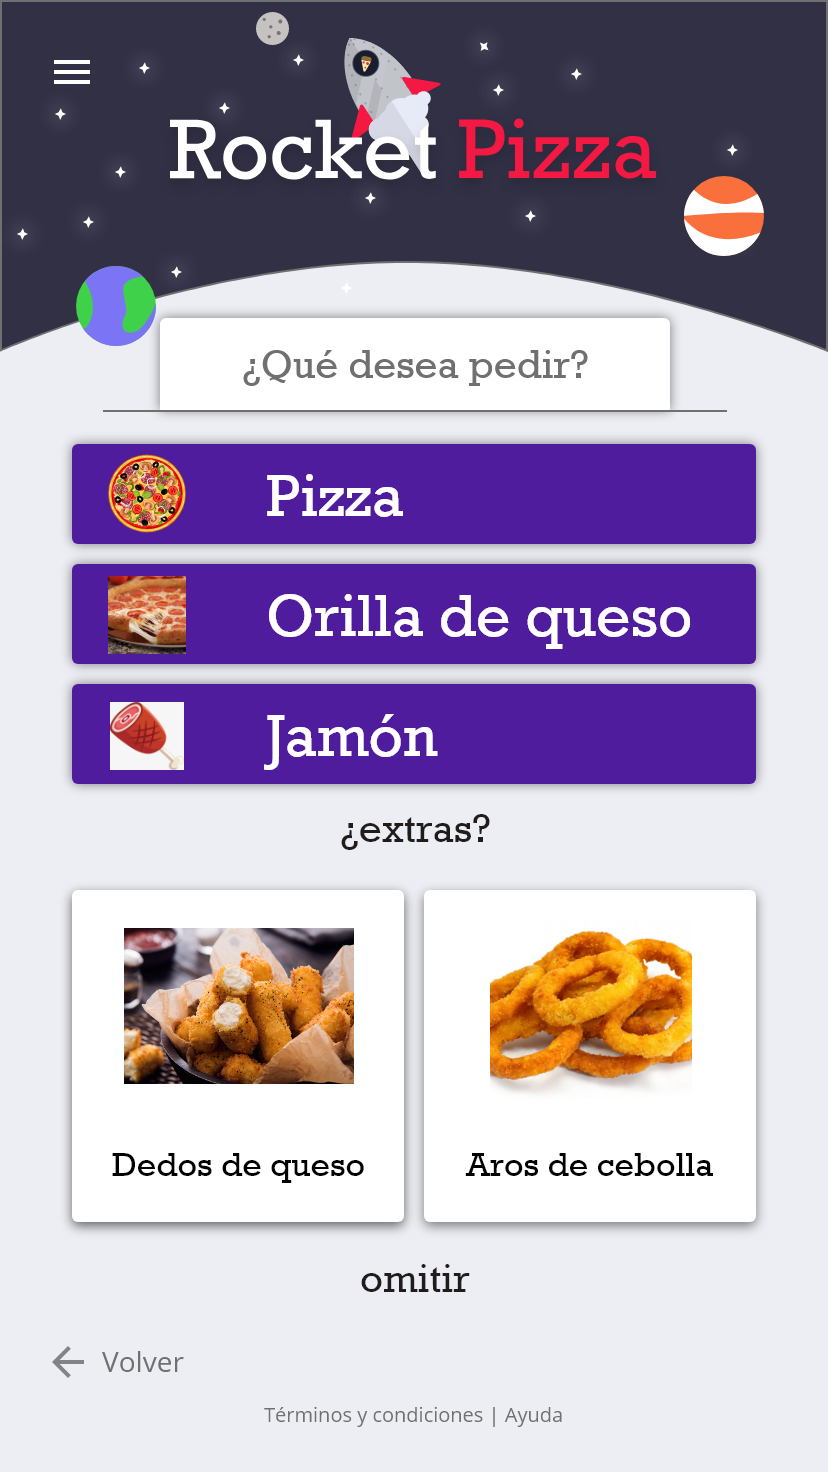 Rocket Pizza
¿Qué desea pedir?
Pizza
Orilla de queso
Jamón
¿extras?
Dedos de queso
Aros de cebolla
omitir
Volver
Términos y condiciones | Ayuda